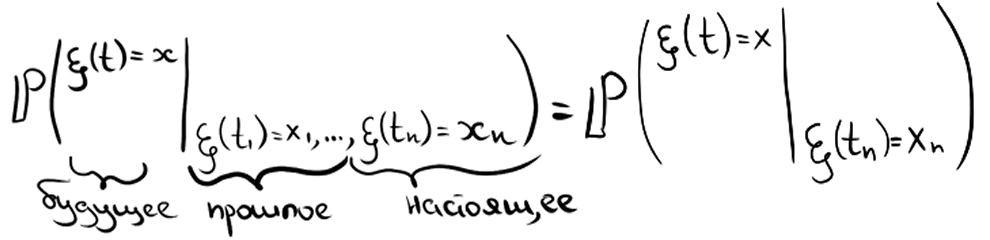 ℙ(ξ(t)=x | ξ(t₁)=x₁,...,ξ(tₙ)=xₙ) = ℙ(ξ(t)=x | ξ(tₙ)=xₙ)
будущее прошлое настоящее